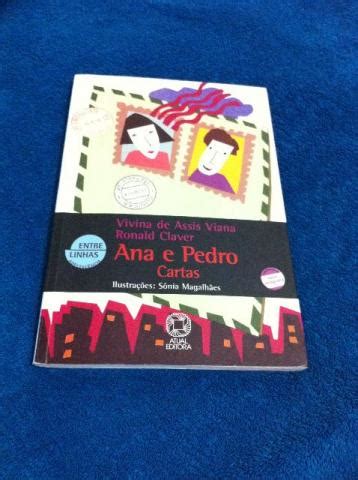 Vivina de Assis Viana
Ronald Claver
ENTRE
LINHAS
Ana e Pedro
Cartas
Ilustrações: Sônia Magalhães
ATUAL
EDITORA